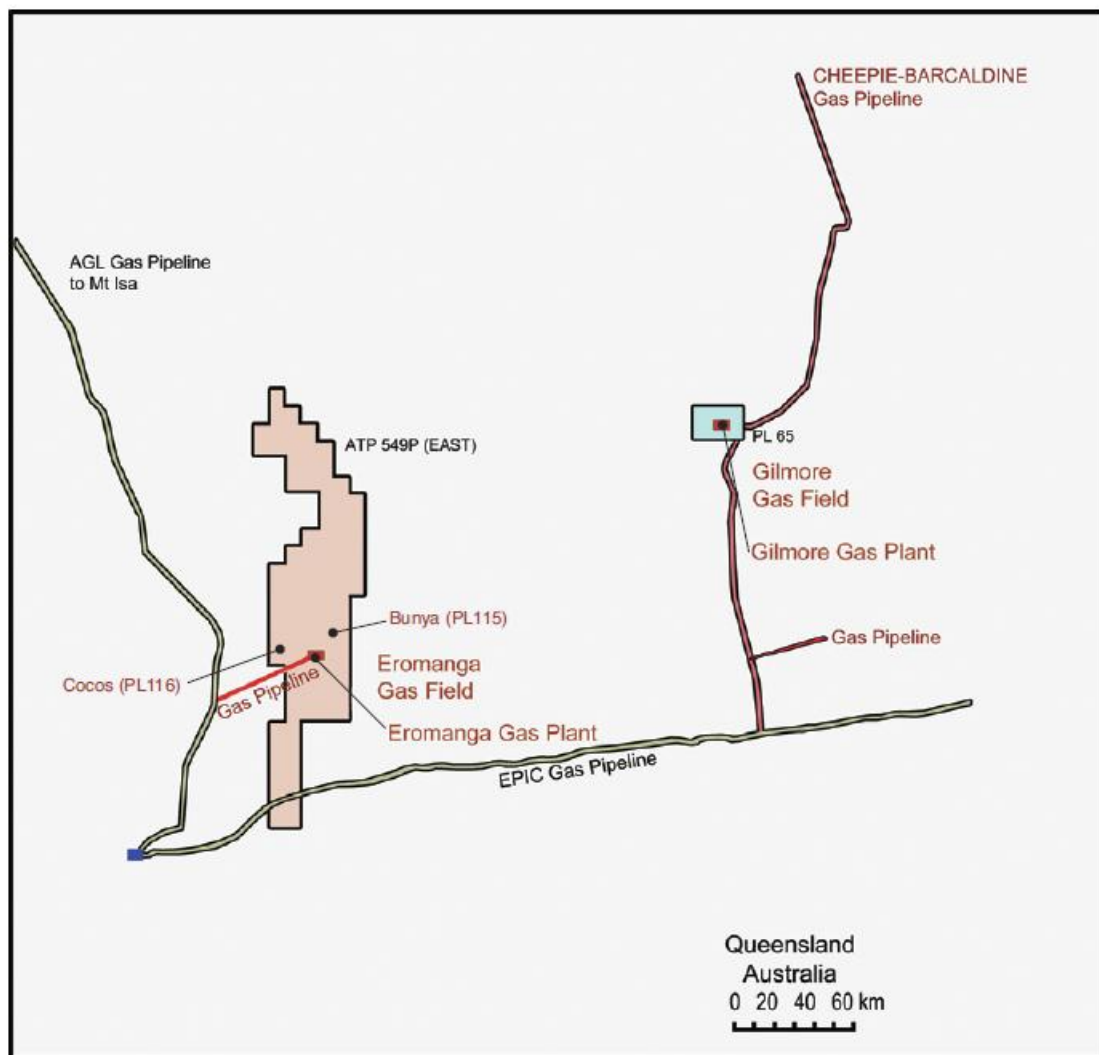 CHEEPIE-BARCALDINE
Gas Pipeline
AGL Gas Pipeline
to Mt Isa
ATP 549P (EAST)
PL 65
Gilmore
Gas Field
Gilmore Gas Plant
Bunya (PL115)
Gas Pipeline
Cocos (PL116)
Gas Pipeline
Eromanga
Gas Field
Eromanga Gas Plant
EPIC Gas Pipeline
Queensland
Australia
0 20 40 60 km